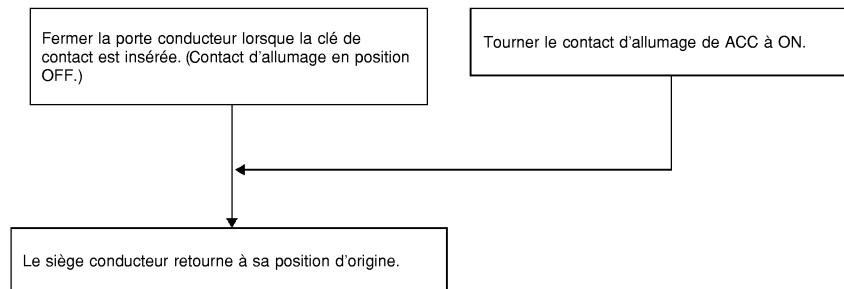 Fermer la porte conducteur lorsque la clé de
contact est insérée. (Contact d'allumage en position
OFF.)
Tourner le contact d'allumage de ACC à ON.
Le siège conducteur retourne à sa position d'origine.